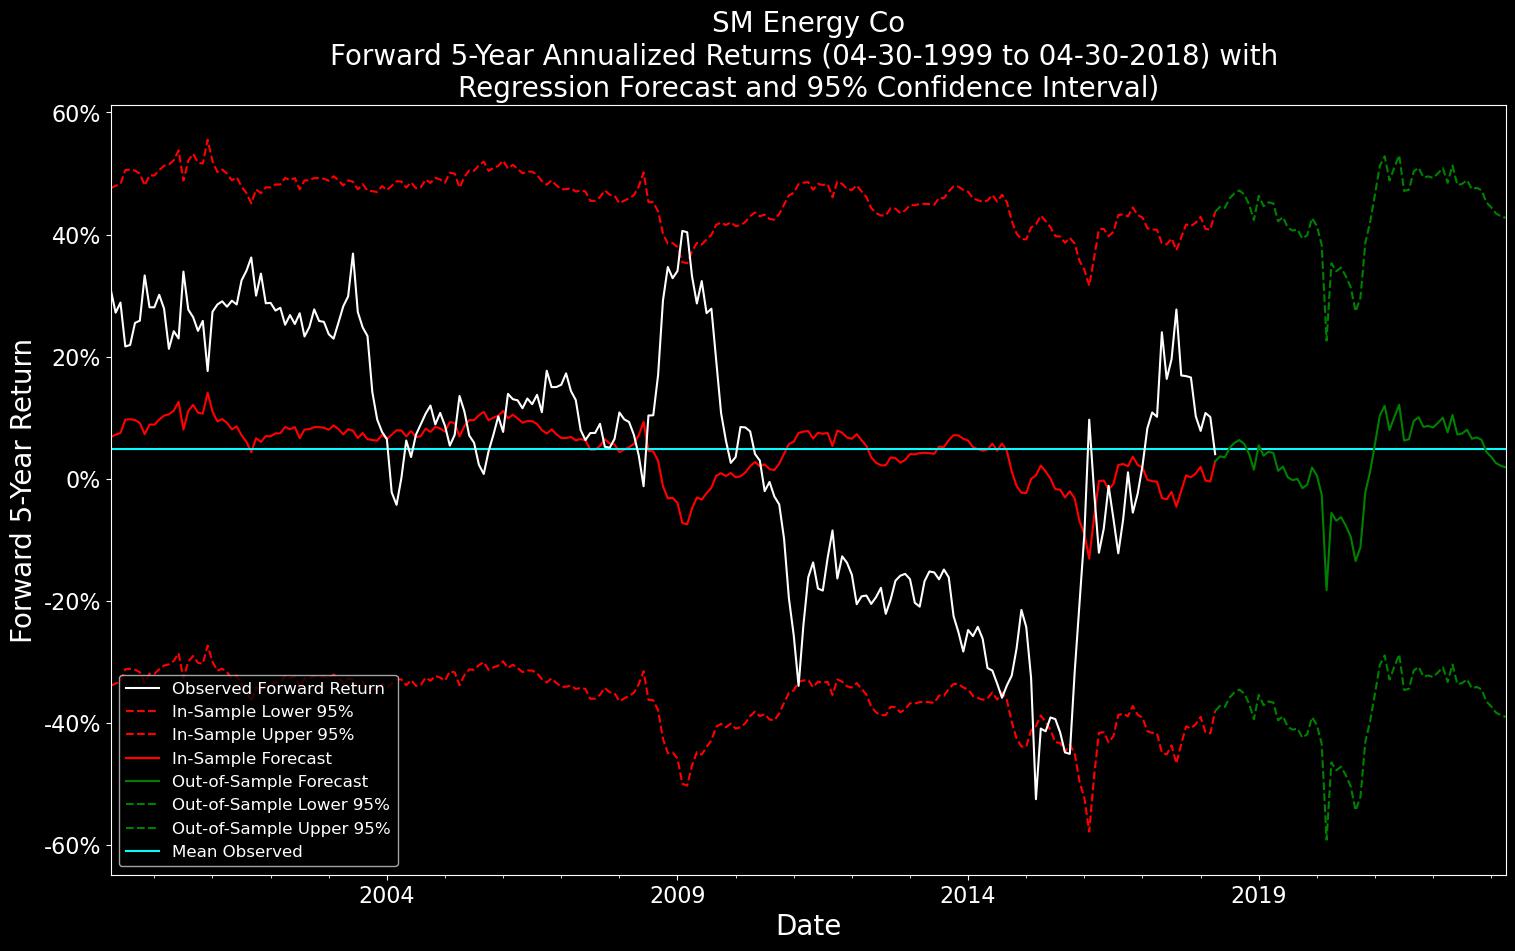 SM Energy Co
Forward 5-Year Annualized Returns (04-30-1999 to 04-30-2018) with
Regression Forecast and 95% Confidence Interval)
60%
40%
20%
0%
-20%
-40%
-60%
Forward 5-Year Return
Observed Forward Return
In-Sample Lower 95%
In-Sample Upper 95%
In-Sample Forecast
Out-of-Sample Forecast
Out-of-Sample Lower 95%
Out-of-Sample Upper 95%
Mean Observed
2004 2009 2014 2019
Date